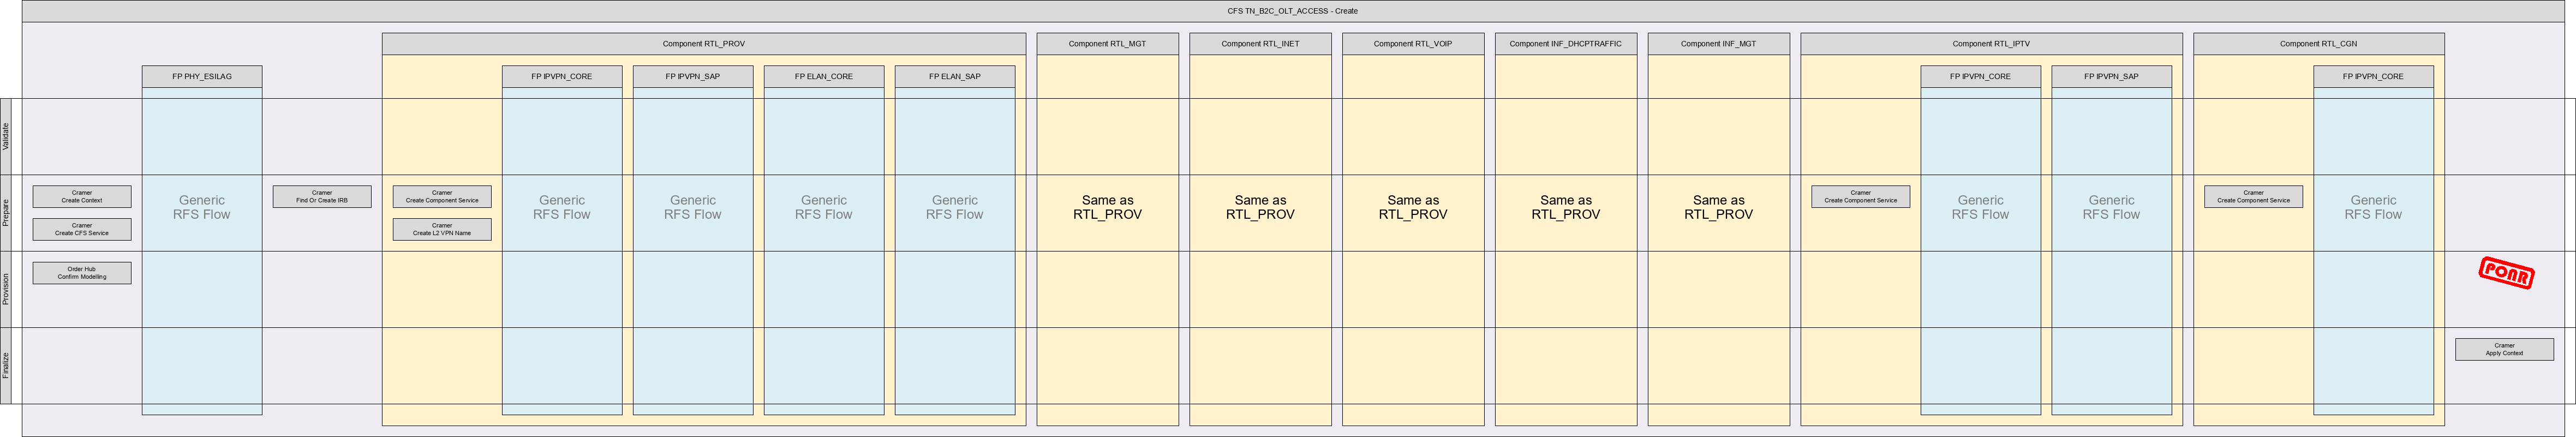 CFS TN_B2C_OLT_ACCESS - Create
Component RTL_PROV
Component RTL_MGT
Component RTL_INET
Component RTL_VOIP
Component INF_DHCPTRAFFIC
Component INF_MGT
Component RTL_IPTV
Component RTL_CGN
FP PHY_ESILAG
FP IPVPN_CORE
FP IPVPN_SAP
FP ELAN_CORE
FP ELAN_SAP
FP IPVPN_CORE
FP IPVPN_SAP
FP IPVPN_CORE
Validate
Prepare
Cramer
Create Context
Cramer
Create CFS Service
Generic
RFS Flow
Cramer
Find Or Create IRB
Cramer
Create Component Service
Cramer
Create L2 VPN Name
Generic
RFS Flow
Generic
RFS Flow
Generic
RFS Flow
Generic
RFS Flow
Same as
RTL_PROV
Same as
RTL_PROV
Same as
RTL_PROV
Same as
RTL_PROV
Same as
RTL_PROV
Cramer
Create Component Service
Generic
RFS Flow
Generic
RFS Flow
Cramer
Create Component Service
Generic
RFS Flow
Provision
Order Hub
Confirm Modelling
PONR
Finalize
Cramer
Apply Context